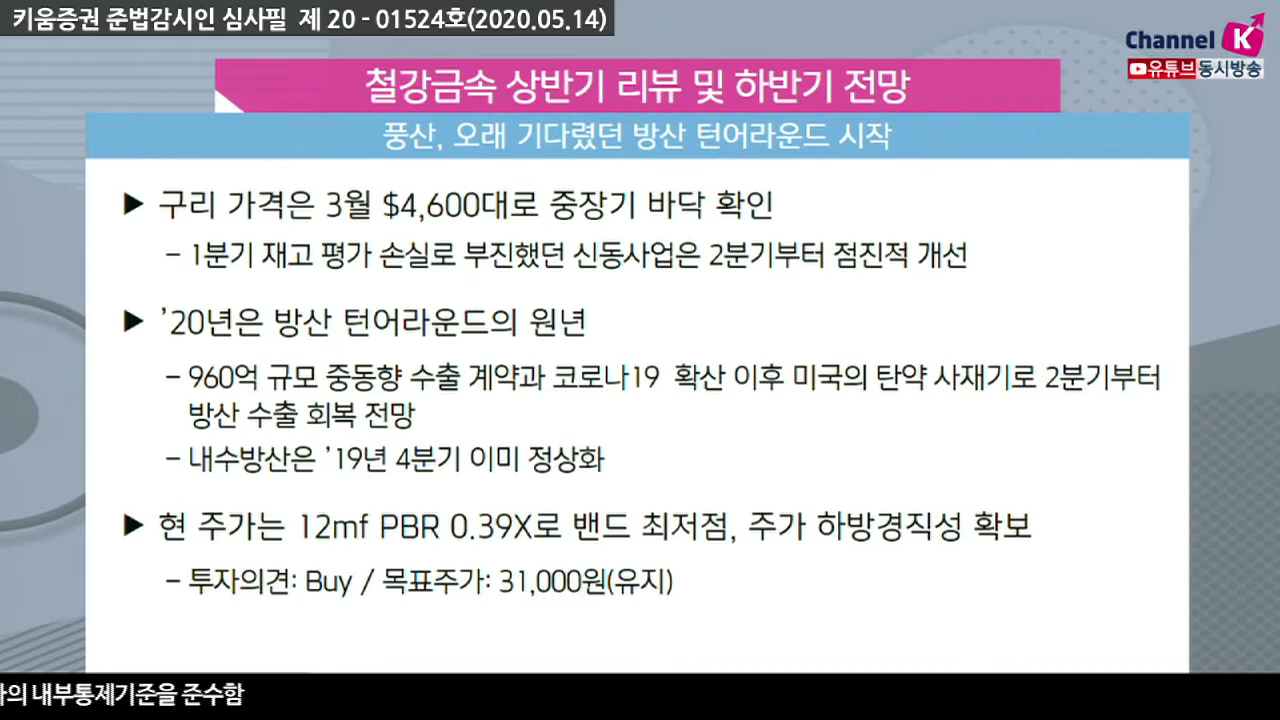 키움증권 준법감시인 심사필 제 20 - 01524호(2020.05.14)
Channel K
유튜브 동시방송
철강금속 상반기 리뷰 및 하반기 전망
풍산, 오래 기다렸던 방산 턴어라운드 시작
▶ 구리 가격은 3월 $4,600대로 중장기 바닥 확인
- 1분기 재고 평가 손실로 부진했던 신동사업은 2분기부터 점진적 개선
▶ ’20년은 방산 턴어라운드의 원년
- 960억 규모 중동향 수출 계약과 코로나19 확산 이후 미국의 탄약 사재기로 2분기부터
방산 수출 회복 전망
- 내수방산은 ’19년 4분기 이미 정상화
▶ 현 주가는 12mf PBR 0.39X로 밴드 최저점, 주가 하방경직성 확보
- 투자의견: Buy / 목표주가: 31,000원(유지)
의 내부통제기준을 준수함